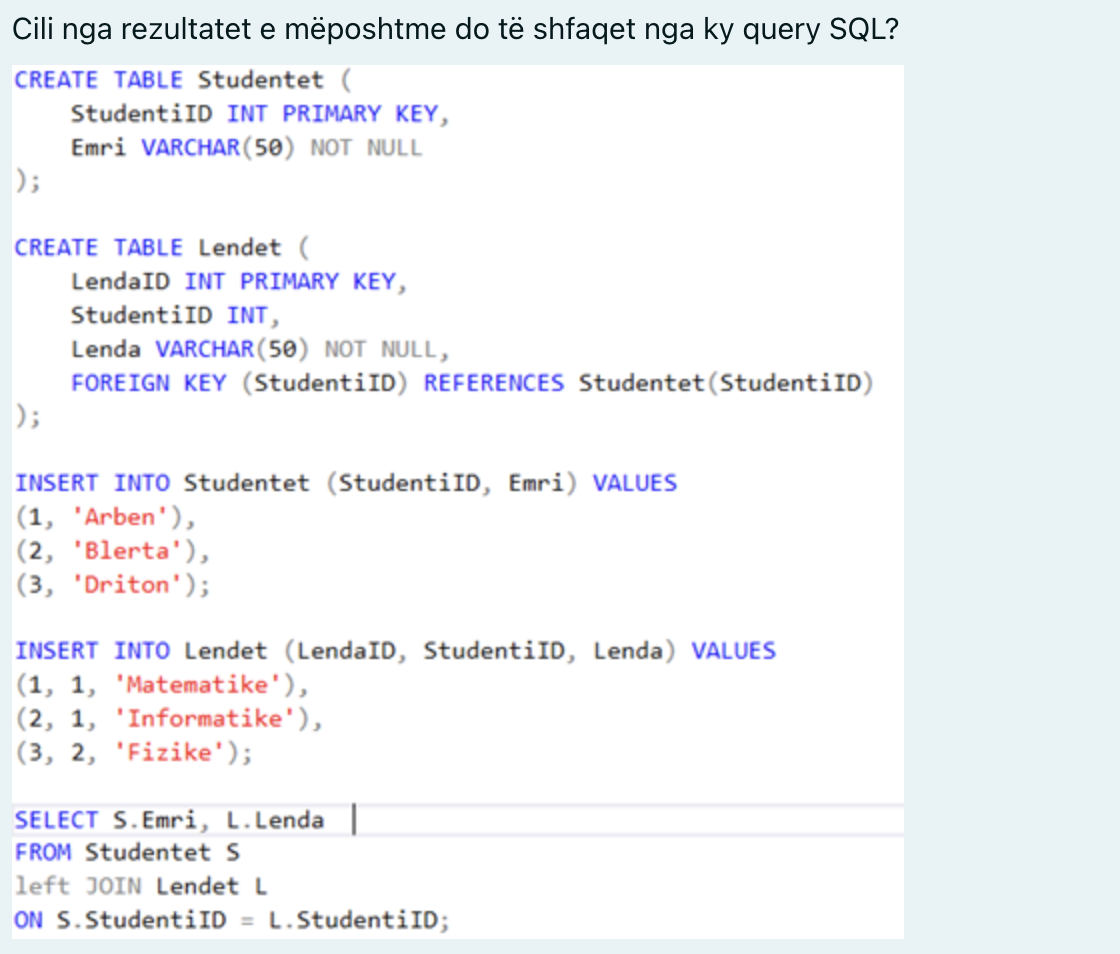 Cili nga rezultatet e mëposhtme do të shfaqet nga ky query SQL?
CREATE TABLE Studentet (
    StudentiID INT PRIMARY KEY,
    Emri VARCHAR(50) NOT NULL
);

CREATE TABLE Lendet (
    LendaID INT PRIMARY KEY,
    StudentiID INT,
    Lenda VARCHAR(50) NOT NULL,
    FOREIGN KEY (StudentiID) REFERENCES Studentet(StudentiID)
);

INSERT INTO Studentet (StudentiID, Emri) VALUES
(1, 'Arben'),
(2, 'Blerta'),
(3, 'Driton');

INSERT INTO Lendet (LendaID, StudentiID, Lenda) VALUES
(1, 1, 'Matematike'),
(2, 1, 'Informatike'),
(3, 2, 'Fizike');

SELECT S.Emri, L.Lenda
FROM Studentet S
left JOIN Lendet L
ON S.StudentiID = L.StudentiID;